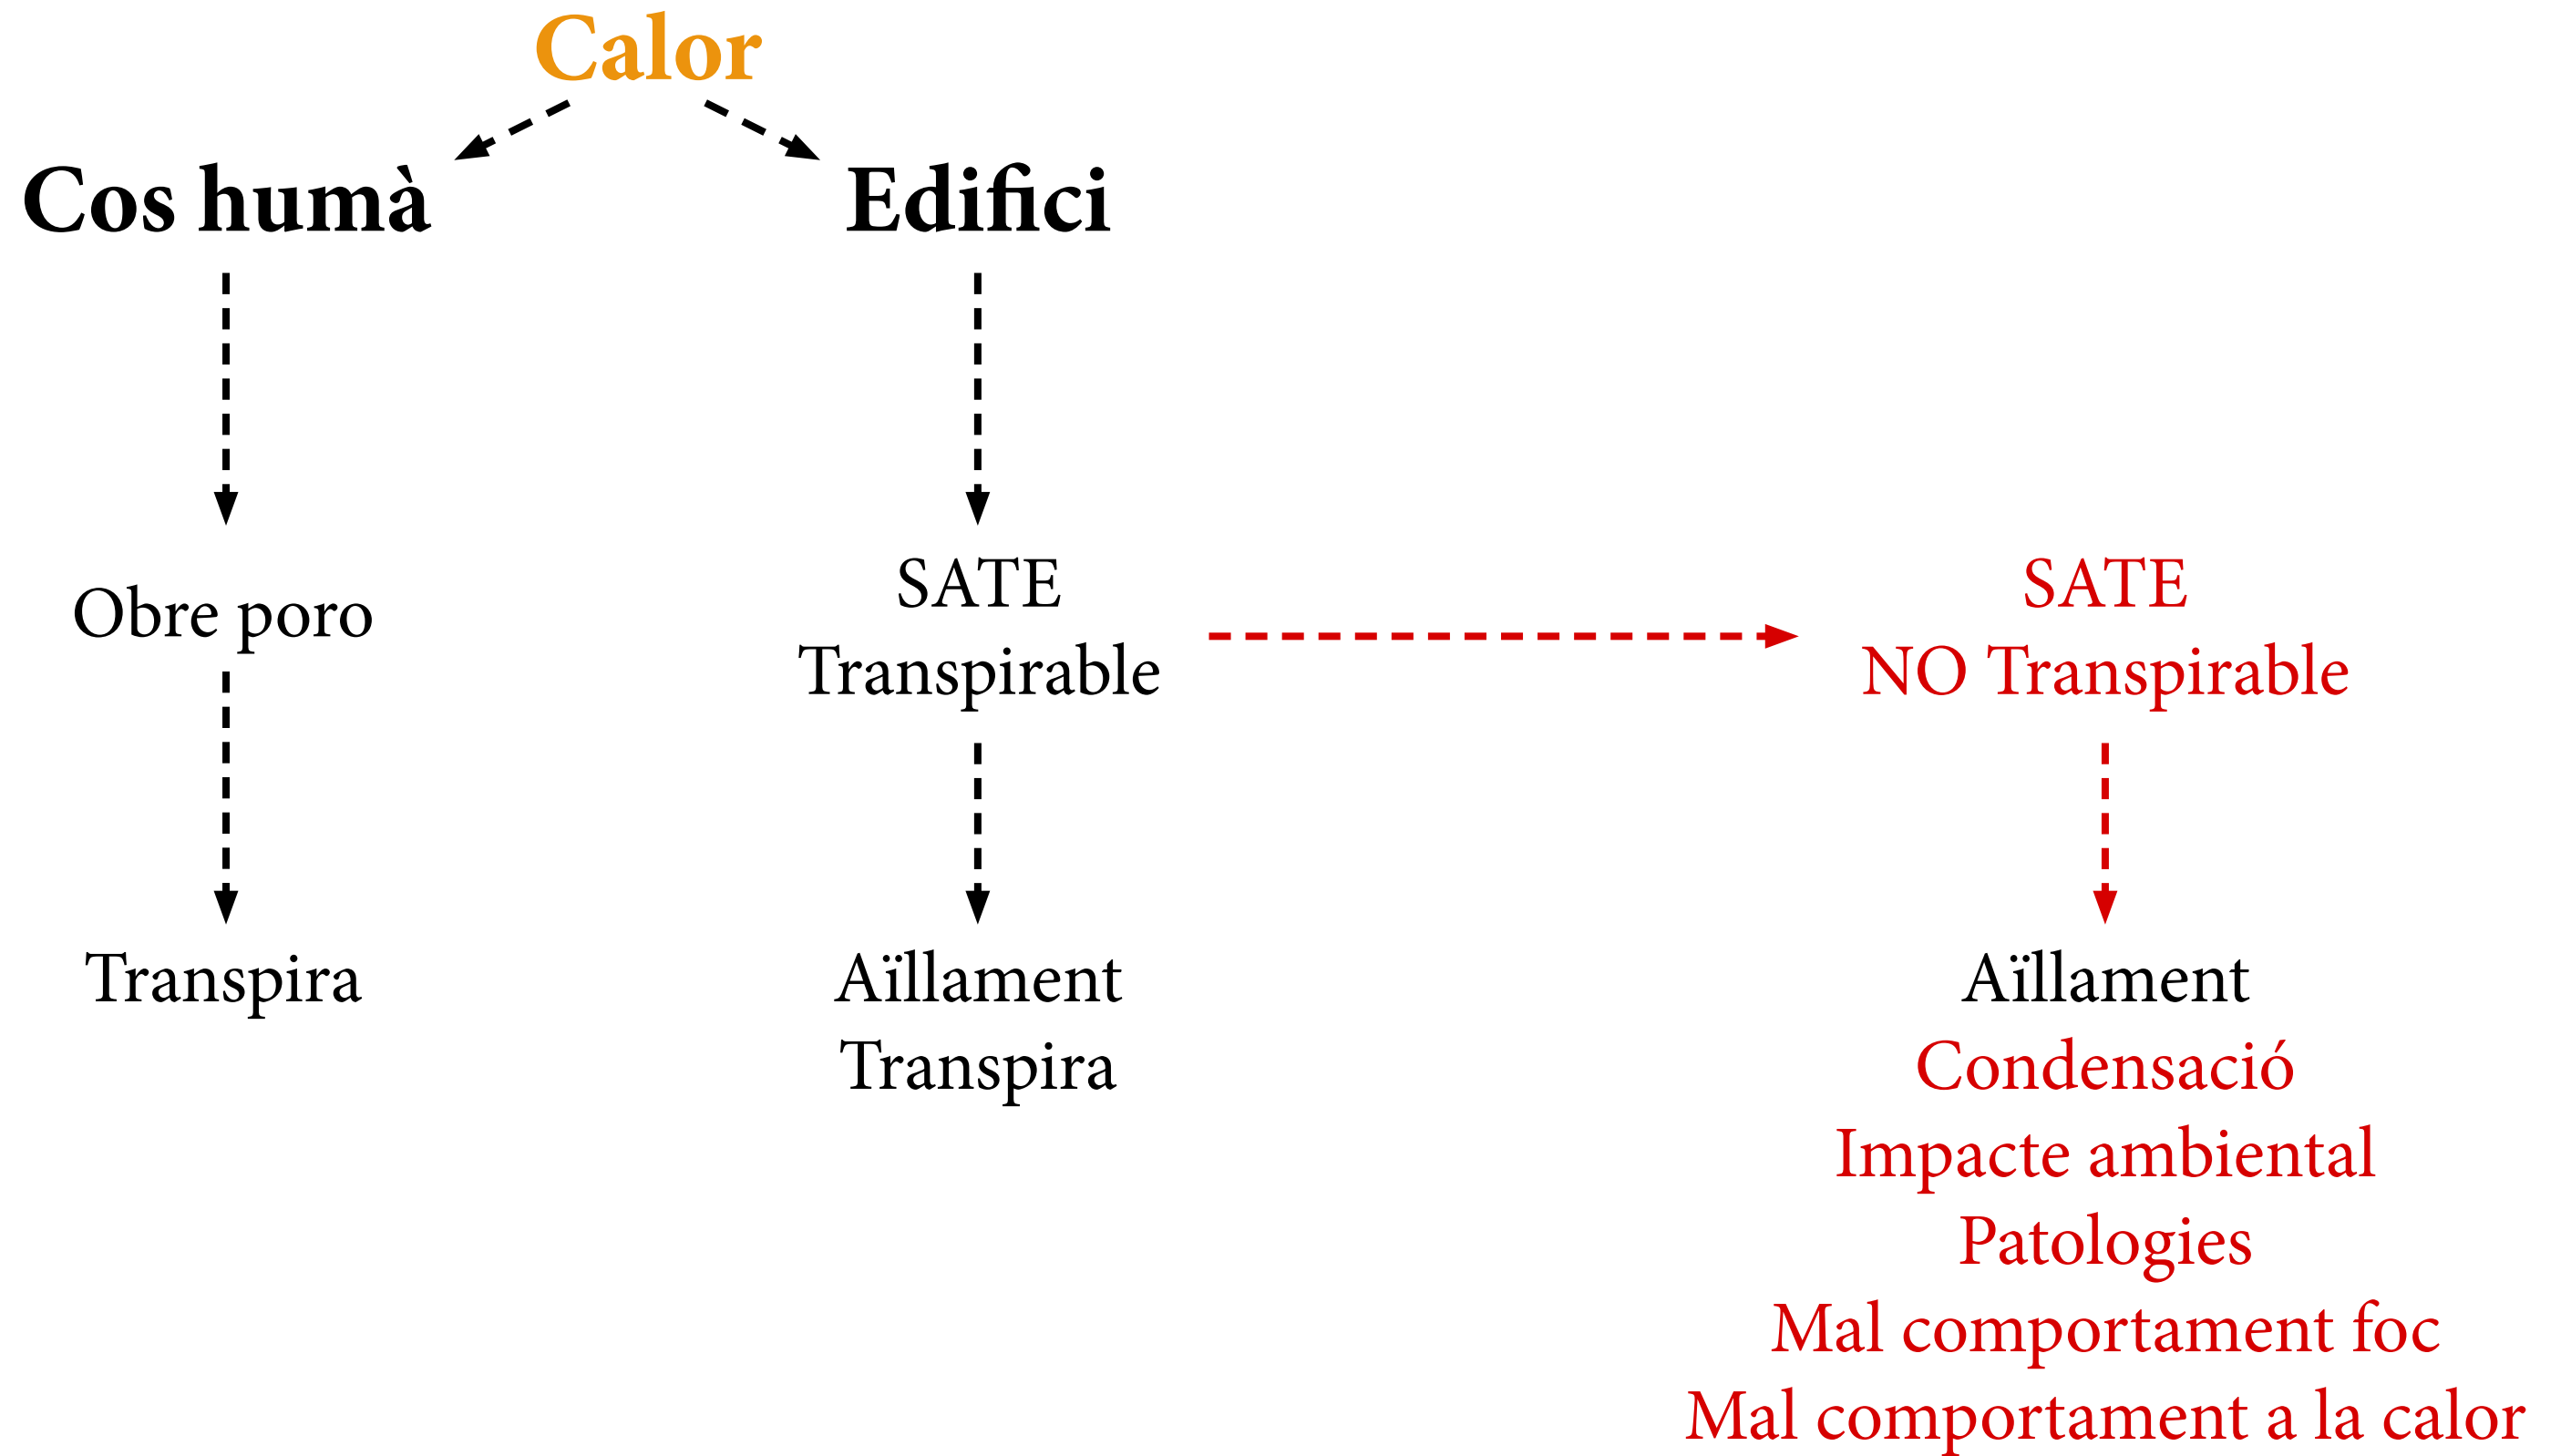 Calor
Cos humà
Edifici
Obre poro
SATE
Transpirable
SATE
NO Transpirable
Transpira
Aïllament
Transpira
Aïllament
Condensació
Impacte ambiental
Patologies
Mal comportament foc
Mal comportament a la calor